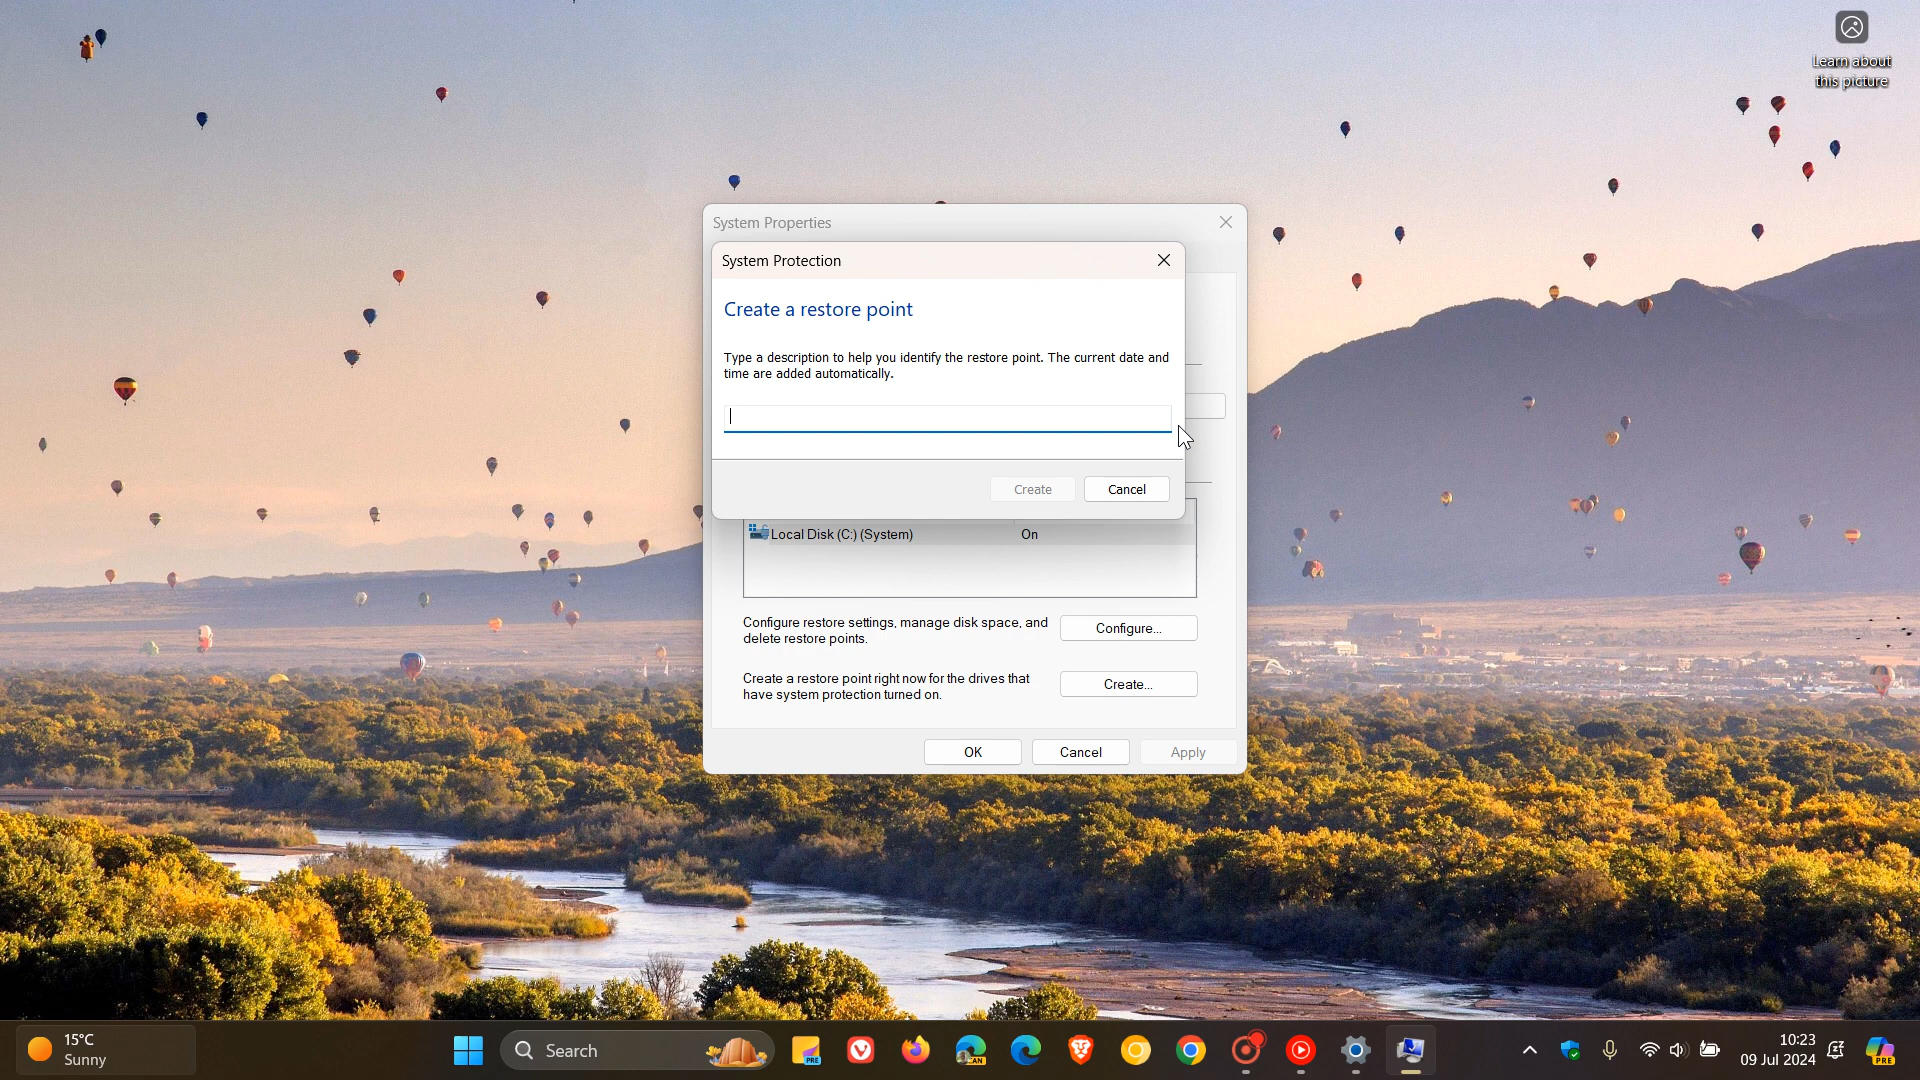 Learn about
this picture
System Properties
System Protection
Create a restore point
Type a description to help you identify the restore point. The current date and
time are added automatically.
Create
Cancel
Local Disk (C:) (System)
On
Configure restore settings, manage disk space, and
delete restore points.
Configure...
Create a restore point right now for the drives that
have system protection turned on.
Create...
OK
Cancel
Apply
15°C
Sunny
Search
PRE
CAN
10:23
09 Jul 2024
PRE